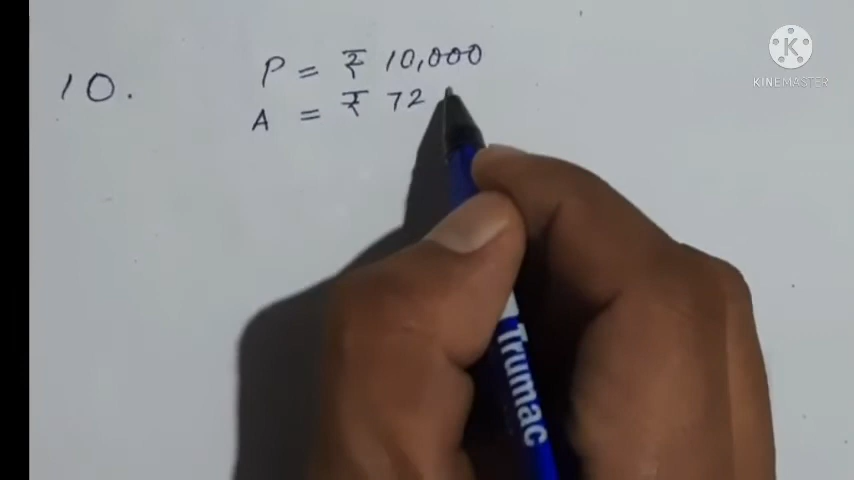 10.
P = ₹ 10,000
A = ₹ 72
K
KINEMASTER
Trumac